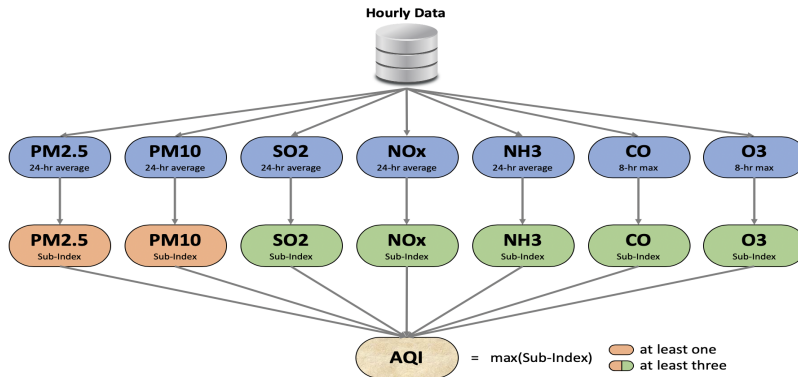 Hourly Data
PM2.5
24-hr average
PM10
24-hr average
SO2
24-hr average
NOx
24-hr average
NH3
24-hr average
CO
8-hr max
O3
8-hr max
PM2.5
Sub-Index
PM10
Sub-Index
SO2
Sub-Index
NOx
Sub-Index
NH3
Sub-Index
CO
Sub-Index
O3
Sub-Index
AQI = max(Sub-Index)
at least one
at least three